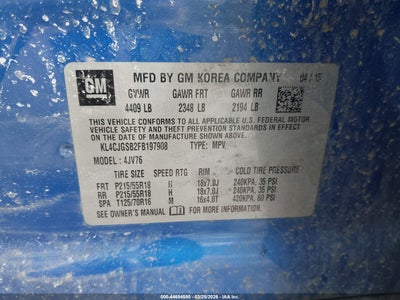 GM
MFD BY GM KOREA COMPANY 04 / 15
GVWR GAWR FRT GAWR RR
4409 LB 2348 LB 2194 LB
THIS VEHICLE CONFORMS TO ALL APPLICABLE U.S. FEDERAL MOTOR
VEHICLE SAFETY, BUMPER, AND THEFT PREVENTION STANDARDS
IN EFFECT ON THE DATE OF MANUFACTURE SHOWN ABOVE.
KL4CJGSB2FB197908 TYPE: MPV
MODEL: 4JV76
TIRE SIZE SPEED RTG RIM COLD TIRE PRESSURE
FRT P215/55R18 H 18x7.0J 240KPA, 35 PSI
RR P215/55R18 H 18x7.0J 240KPA, 35 PSI
SPA T125/70R16 M 16x4.0T 420KPA, 60 PSI
SEE OWNER'S MANUAL FOR ADDITIONAL INFORMATION.